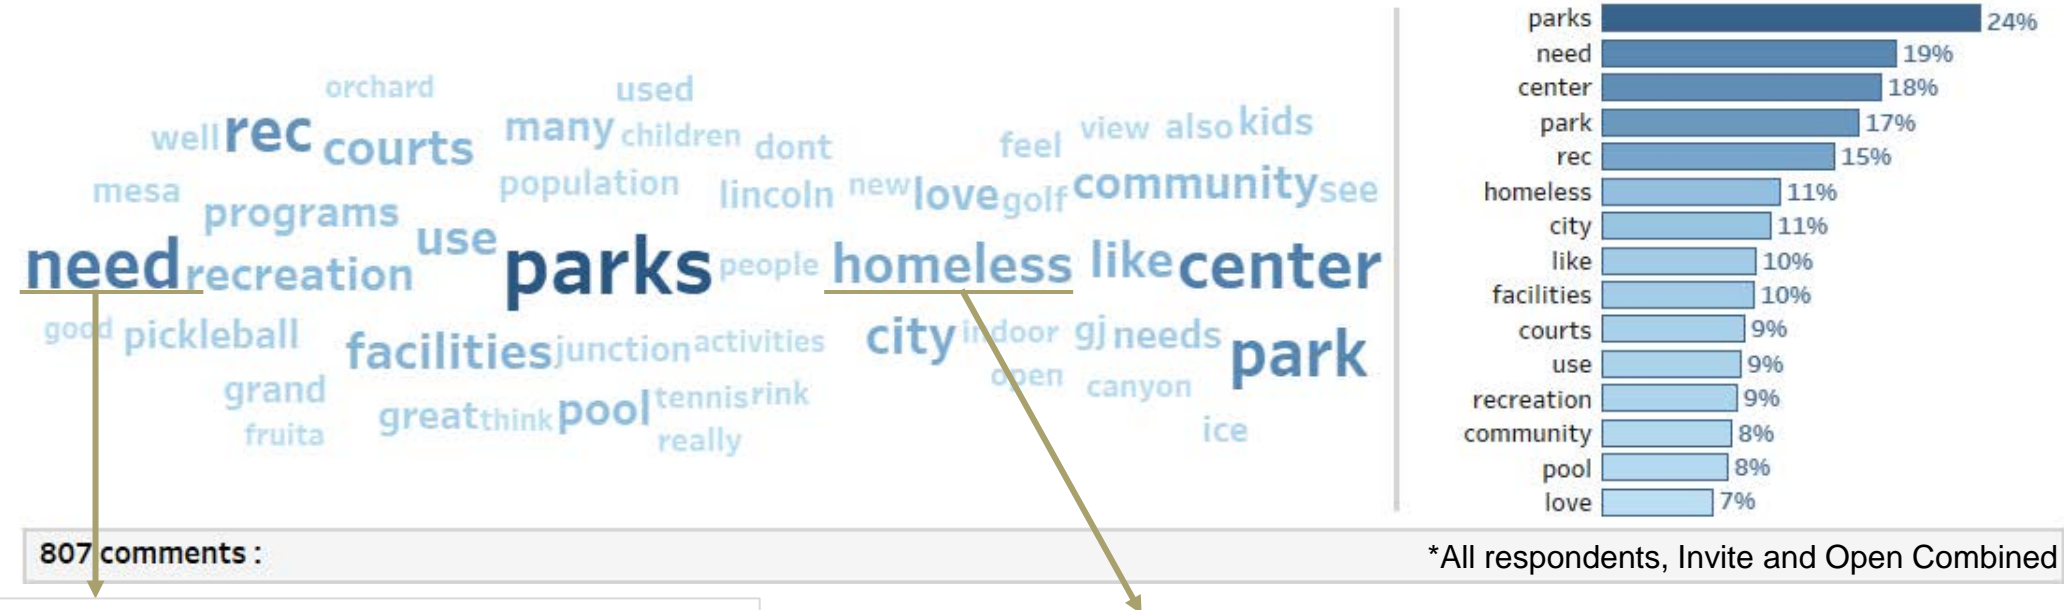 orchard used
well rec courts many children dont feel view also kids
mesa programs population lincoln new love golf community see
need recreation use parks people homeless like center
good pickleball facilities junction activities city indoor gj needs park
grand great think pool tennis rink open canyon
fruita really ice
parks 24%
need 19%
center 18%
park 17%
rec 15%
homeless 11%
city 11%
like 10%
facilities 10%
courts 9%
use 9%
recreation 9%
community 8%
pool 8%
love 7%
807 comments :
*All respondents, Invite and Open Combined